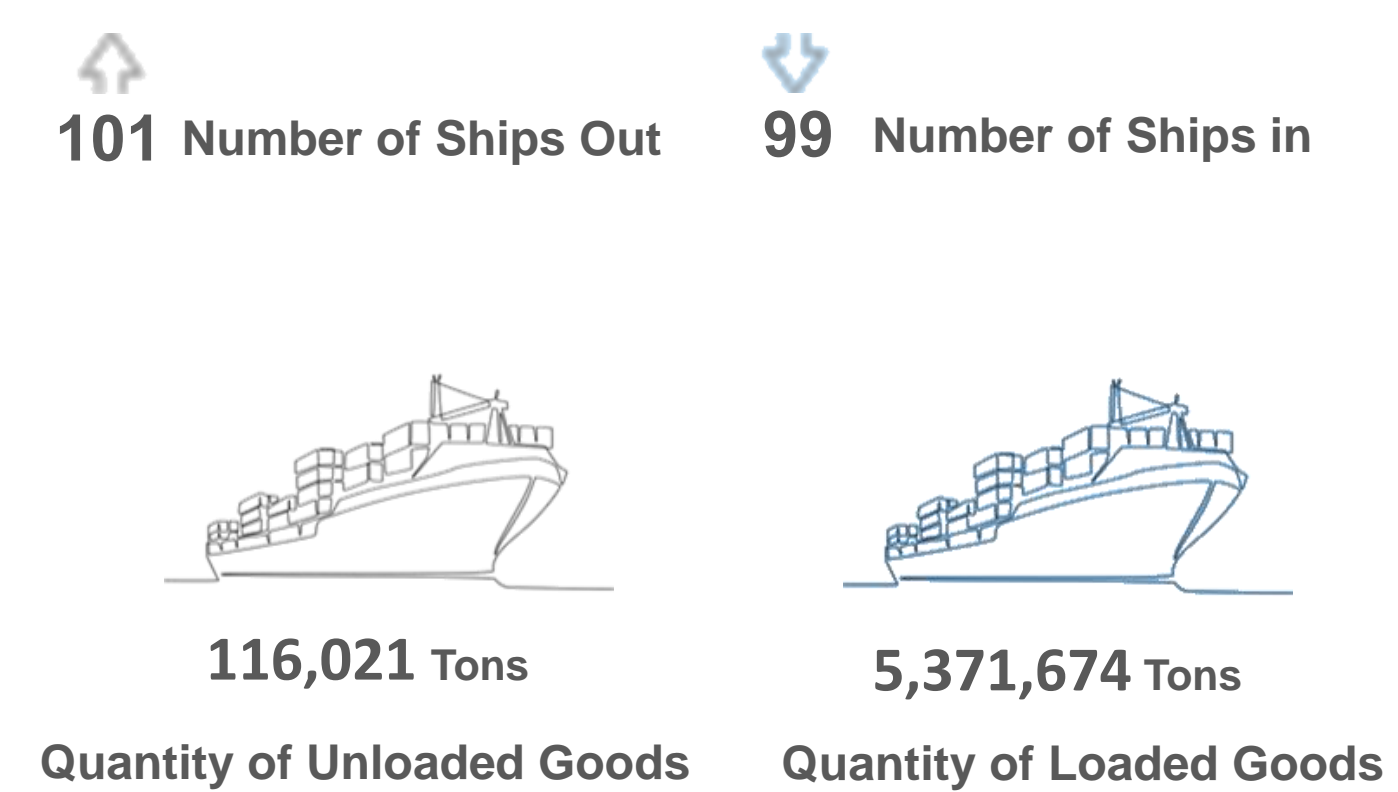 101 Number of Ships Out
99 Number of Ships in
116,021 Tons
5,371,674 Tons
Quantity of Unloaded Goods
Quantity of Loaded Goods